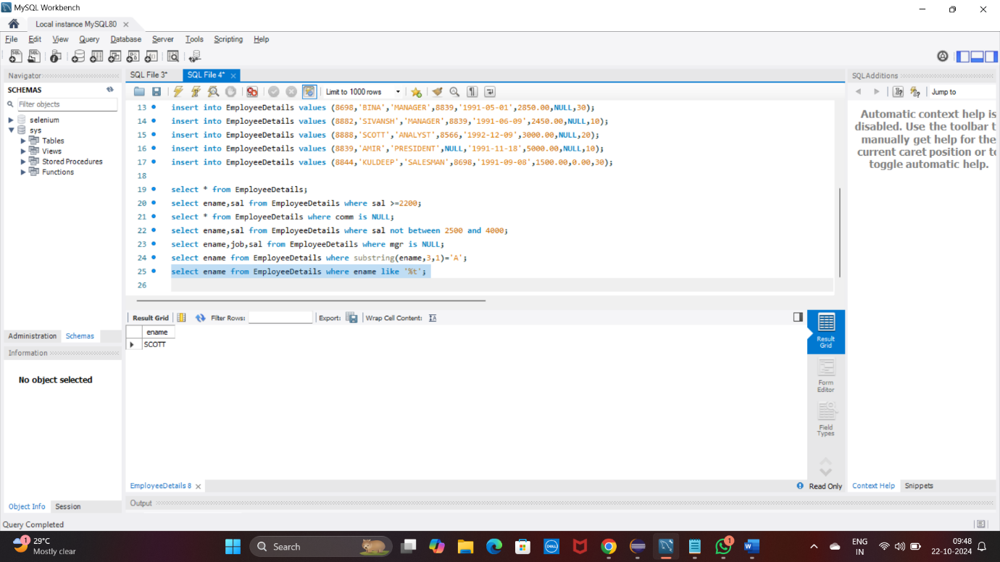 MySQL Workbench
Local instance MySQL80
File Edit View Query Database Server Tools Scripting Help
Navigator
SCHEMAS
Filter objects
selenium
sys
Tables
Views
Stored Procedures
Functions
Administration Schemas
Information
No object selected
Object Info Session
Query Completed
SQL File 3* SQL File 4*
Limit to 1000 rows
13 insert into EmployeeDetails values (8698,'BINA','MANAGER',8839,'1991-05-01',2850.00,NULL,30);
14 insert into EmployeeDetails values (8882,'SIVANSH','MANAGER',8839,'1991-06-09',2450.00,NULL,10);
15 insert into EmployeeDetails values (8888,'SCOTT','ANALYST',8566,'1992-12-09',3000.00,NULL,20);
16 insert into EmployeeDetails values (8839,'AMIR','PRESIDENT',NULL,'1991-11-18',5000.00,NULL,10);
17 insert into EmployeeDetails values (8844,'KULDEEP','SALESMAN',8698,'1991-09-08',1500.00,0.00,30);
18
19 select * from EmployeeDetails;
20 select ename,sal from EmployeeDetails where sal >=2200;
21 select * from EmployeeDetails where comm is NULL;
22 select ename,sal from EmployeeDetails where sal not between 2500 and 4000;
23 select ename,job,sal from EmployeeDetails where mgr is NULL;
24 select ename from EmployeeDetails where substring(ename,3,1)='A';
25 select ename from EmployeeDetails where ename like '%t';
26
Result Grid Filter Rows: Export: Wrap Cell Content:
ename
SCOTT
Result
Grid
Form
Editor
Field
Types
EmployeeDetails 8
Read Only
Output
SQLAdditions
Jump to
Automatic context help is
disabled. Use the toolbar t
manually get help for the
current caret position or to
toggle automatic help.
Context Help Snippets
1
29°C
Mostly clear
Search
DELL
1
ENG
IN
09:48
22-10-2024